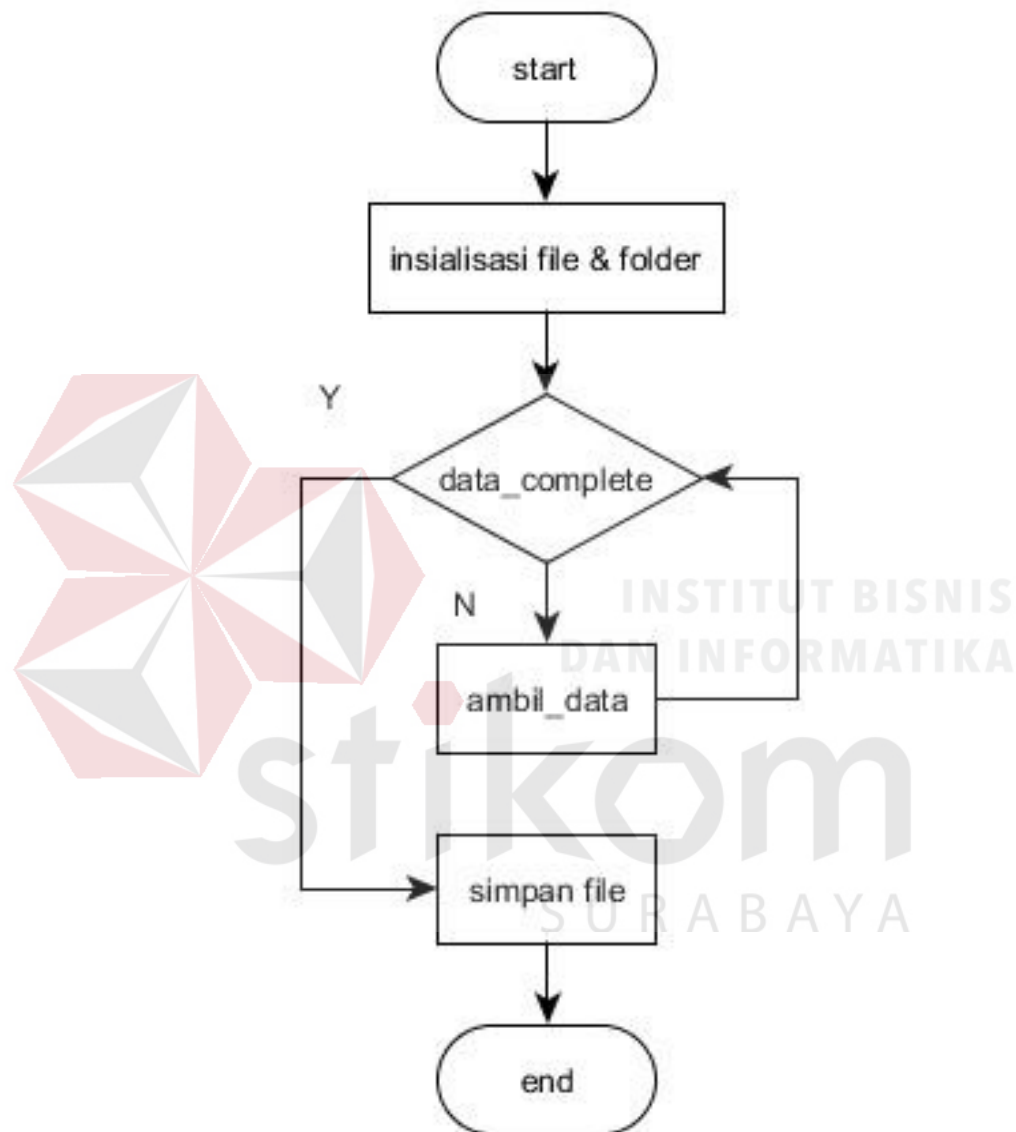 start
insialisasi file & folder
Y
data_complete
N
INSTITUT BISNIS
DAN INFORMATIKA
ambil_data
stikom
simpan file
SURABAYA
end